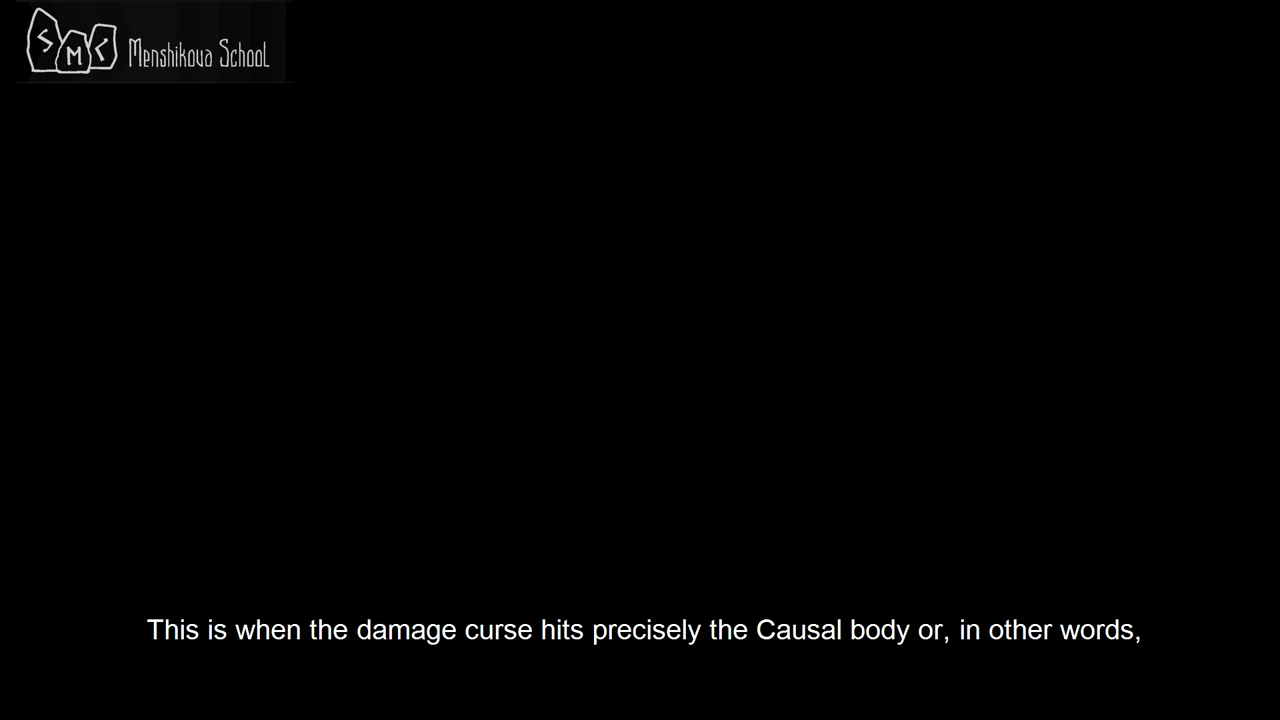 SMC Menshikova School
This is when the damage curse hits precisely the Causal body or, in other words,